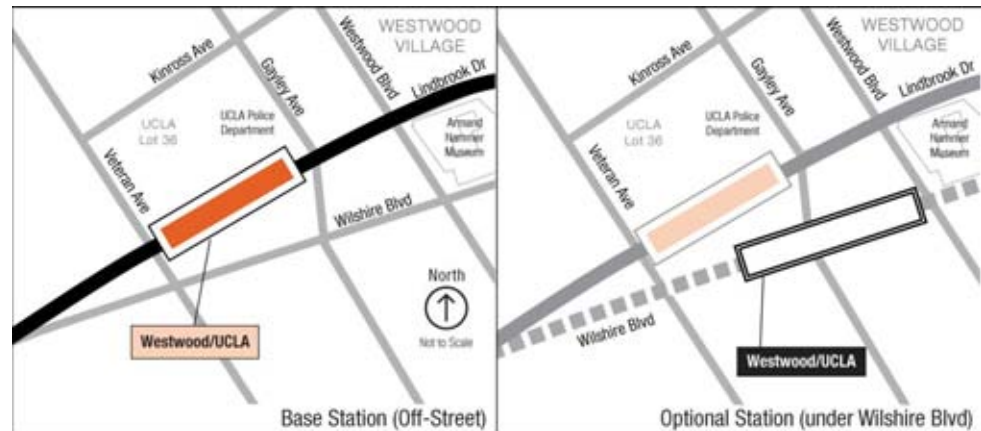 WESTWOOD
VILLAGE
Kinross Ave
Gayley Ave
Westwood Blvd
Lindbrook Dr
UCLA
Lot 36
UCLA Police
Department
Armand
Hammer
Museum
Veteran Ave
Wilshire Blvd
North
Not to Scale
Westwood/UCLA
Base Station (Off-Street)
WESTWOOD
VILLAGE
Kinross Ave
Gayley Ave
Westwood Blvd
Lindbrook Dr
UCLA
Lot 36
UCLA Police
Department
Armand
Hammer
Museum
Veteran Ave
Wilshire Blvd
Westwood/UCLA
Optional Station (under Wilshire Blvd)